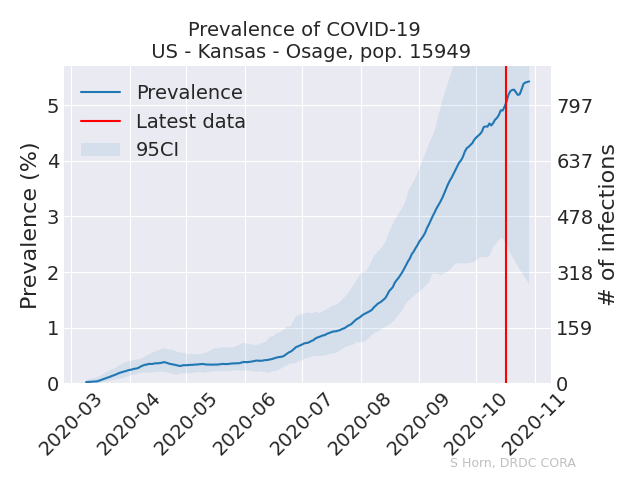 Prevalence of COVID-19
US - Kansas - Osage, pop. 15949
Prevalence
Latest data
95CI
Prevalence (%)
5
4
3
2
1
0
797
637
478
318
159
0
# of infections
2020-03
2020-04
2020-05
2020-06
2020-07
2020-08
2020-09
2020-10
2020-11
S Horn, DRDC CORA